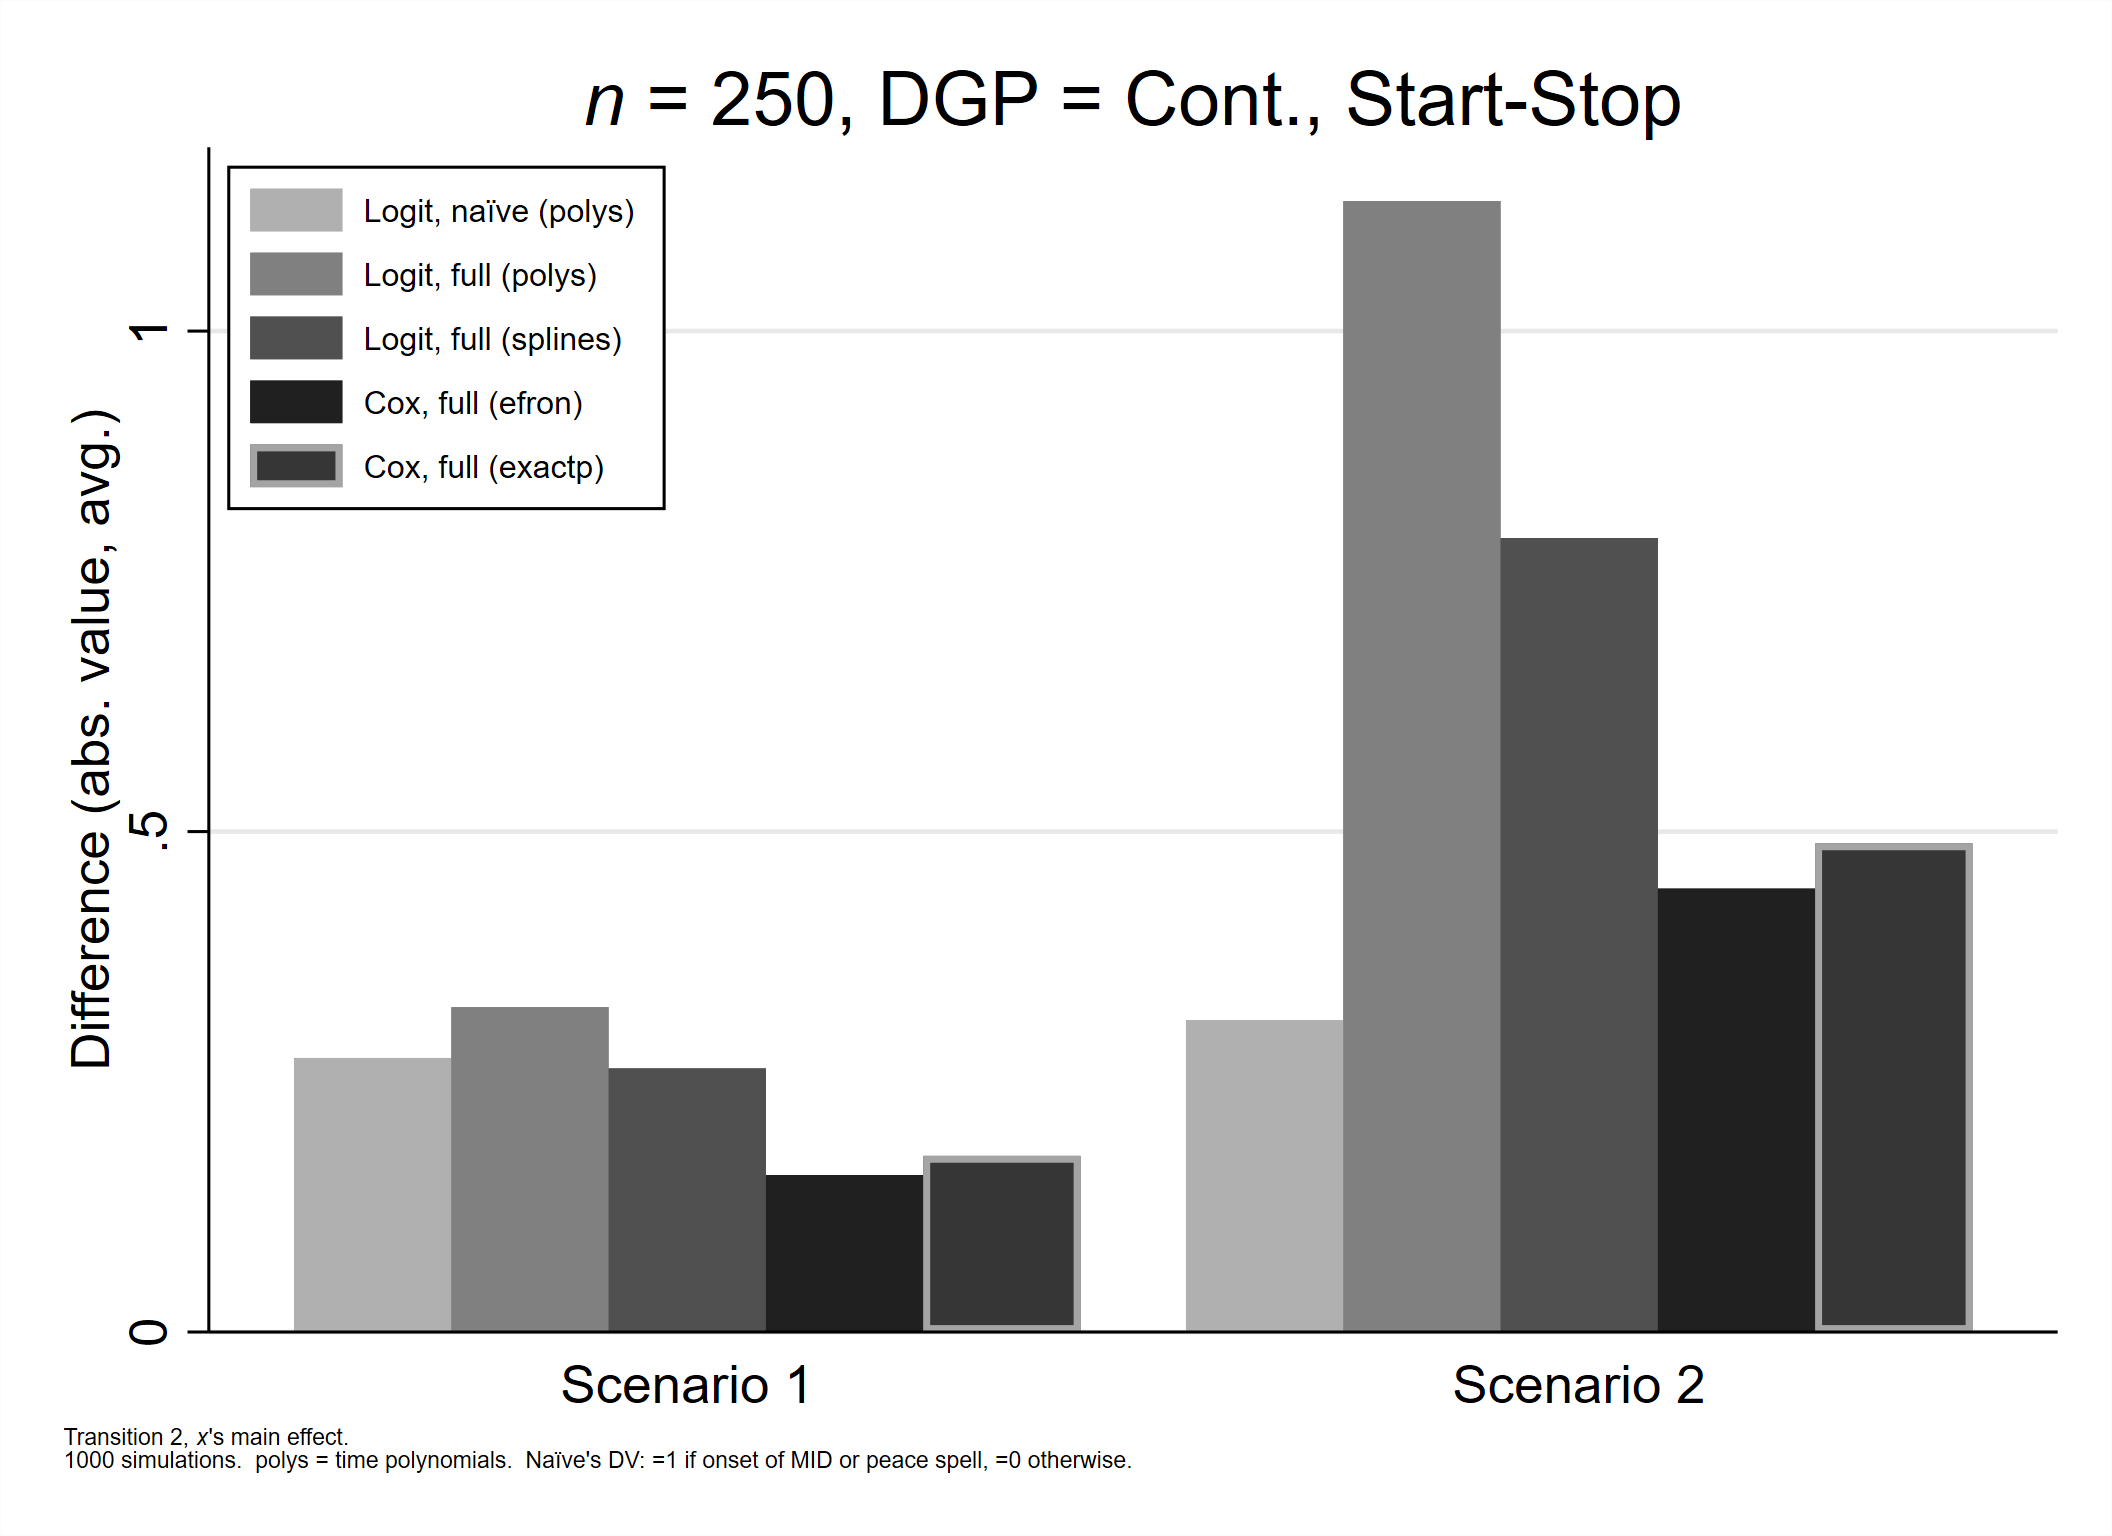 n = 250, DGP = Cont., Start-Stop
Logit, naïve (polys)
Logit, full (polys)
Logit, full (splines)
Cox, full (efron)
Cox, full (exactp)
Difference (abs. value, avg.)
1
.5
0
Scenario 1
Scenario 2
Transition 2, x's main effect.
1000 simulations.  polys = time polynomials.  Naïve's DV: =1 if onset of MID or peace spell, =0 otherwise.